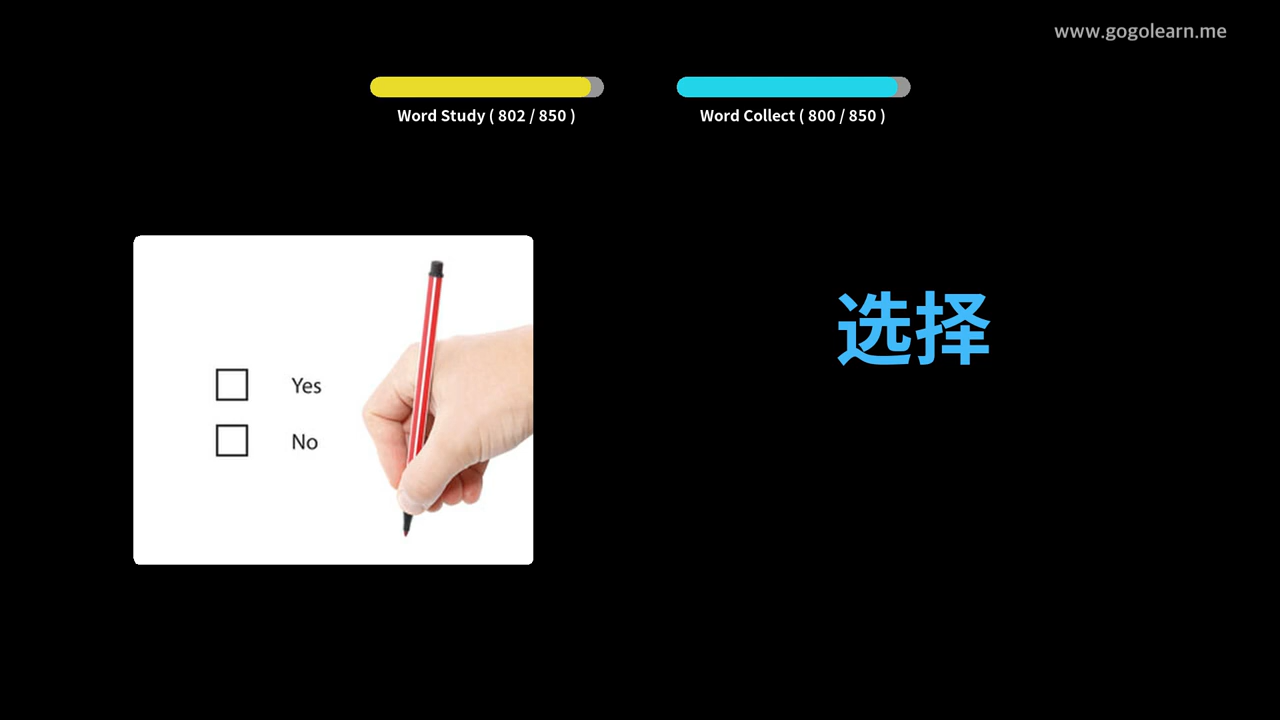 www.gogolearn.me
Word Study ( 802 / 850 )
Word Collect ( 800 / 850 )
选择
Yes
No